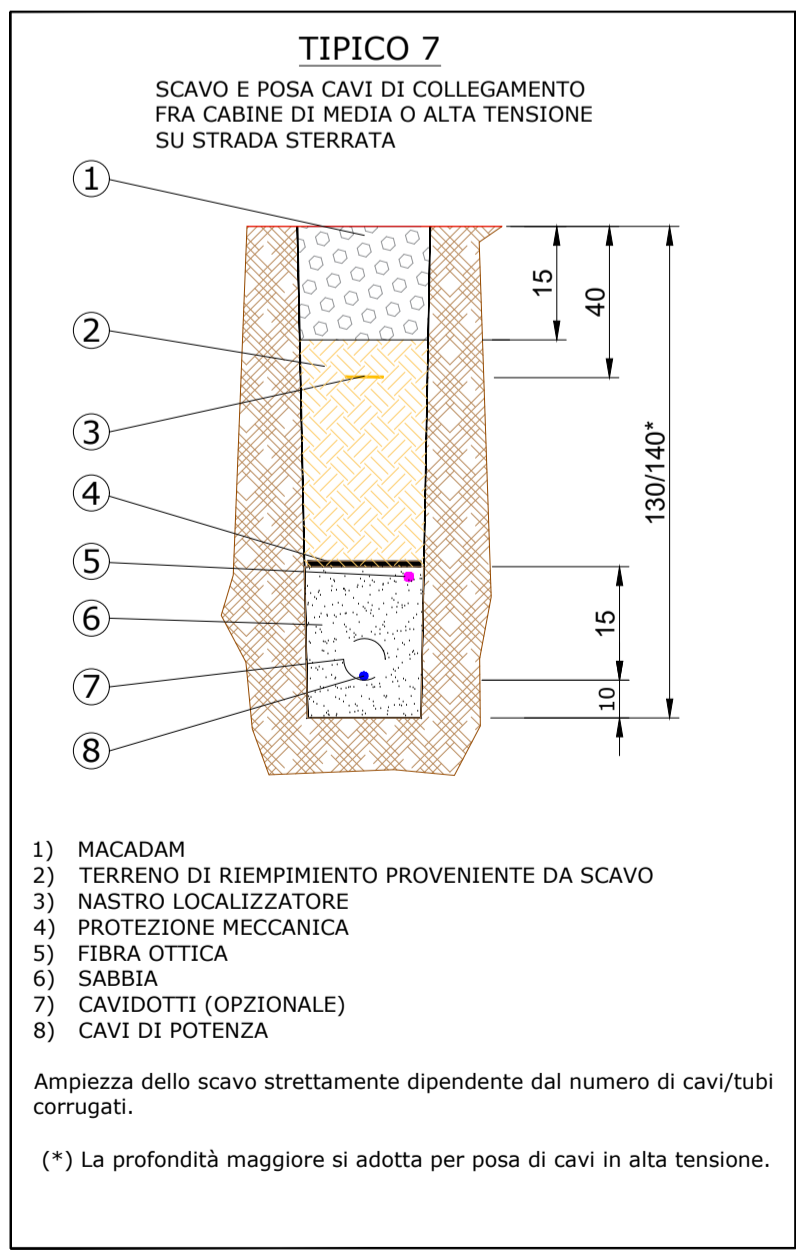 TIPICO 7
SCAVO E POSA CAVI DI COLLEGAMENTO
FRA CABINE DI MEDIA O ALTA TENSIONE
SU STRADA STERRATA
1
2
3
4
5
6
7
8
15
40
130/140*
15
10
1) MACADAM
2) TERRENO DI RIEMPIMENTO PROVENIENTE DA SCAVO
3) NASTRO LOCALIZZATORE
4) PROTEZIONE MECCANICA
5) FIBRA OTTICA
6) SABBIA
7) CAVIDOTTI (OPZIONALE)
8) CAVI DI POTENZA
Ampiezza dello scavo strettamente dipendente dal numero di cavi/tubi
corrugati.
(*) La profondità maggiore si adotta per posa di cavi in alta tensione.